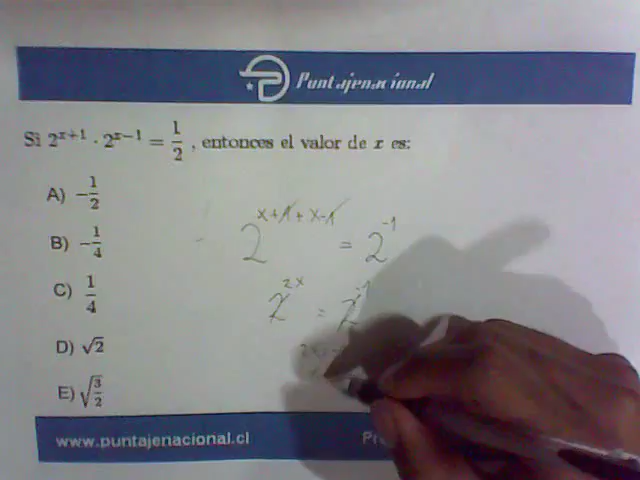 Puntajenacional
Si 2^{x+1} · 2^{x-1} = 1/2 , entonces el valor de x es:
A) -1/2
B) -1/4
C) 1/4
D) √2
E) √(3/2)
2^{x+1+x-1} = 2^{-1}
2^{2x} = 2^{-1}
2x
www.puntajenacional.cl